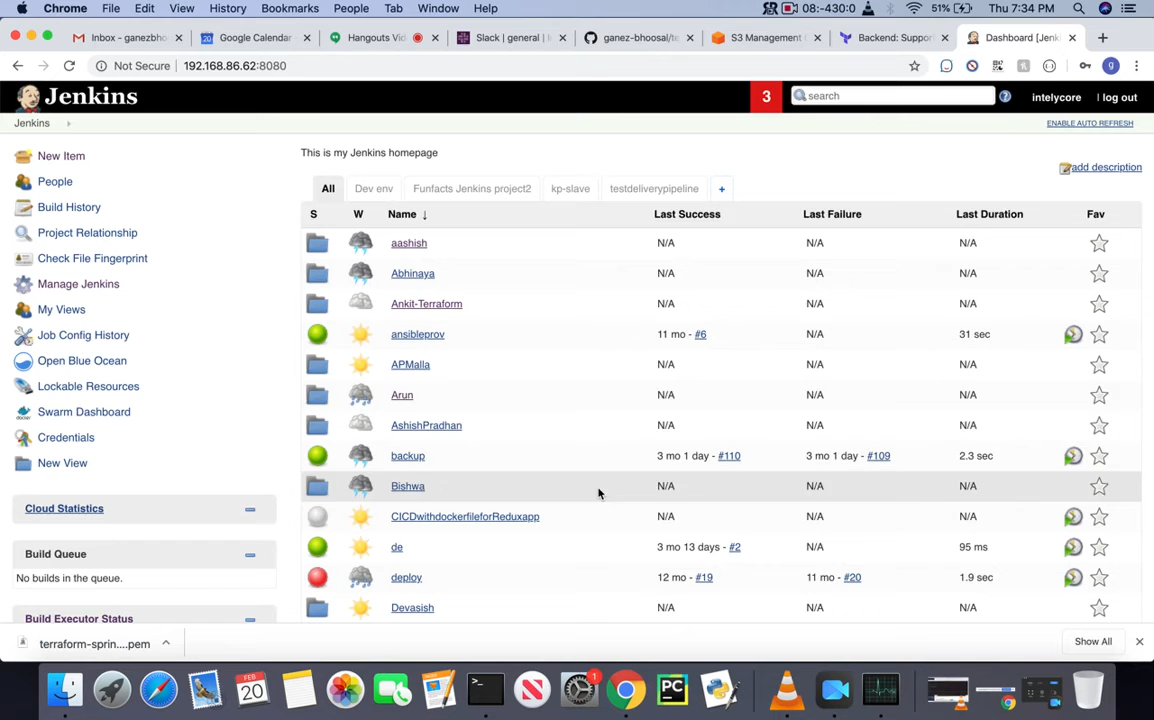 Chrome File Edit View History Bookmarks People Tab Window Help 08:-430:0 51% Thu 7:34 PM
Inbox - ganezbho Google Calendar Hangouts Vid Slack | general | I ganez-bhoosal/te S3 Management Backend: Suppor Dashboard [Jenki
Not Secure 192.168.86.62:8080 g
Jenkins 3 search intelycore | log out
Jenkins ENABLE AUTO REFRESH
This is my Jenkins homepage
add description
New Item
People
Build History
Project Relationship
Check File Fingerprint
Manage Jenkins
My Views
Job Config History
Open Blue Ocean
Lockable Resources
Swarm Dashboard
Credentials
New View
Cloud Statistics
Build Queue
No builds in the queue.
Build Executor Status
All Dev env Funfacts Jenkins project2 kp-slave testdeliverypipeline +
S W Name ↓ Last Success Last Failure Last Duration Fav
aashish N/A N/A N/A
Abhinaya N/A N/A N/A
Ankit-Terraform N/A N/A N/A
ansibleprov 11 mo - #6 N/A 31 sec
APMalla N/A N/A N/A
Arun N/A N/A N/A
AshishPradhan N/A N/A N/A
backup 3 mo 1 day - #110 3 mo 1 day - #109 2.3 sec
Bishwa N/A N/A N/A
CICDwithdockerfileforReduxapp N/A N/A N/A
de 3 mo 13 days - #2 N/A 95 ms
deploy 12 mo - #19 11 mo - #20 1.9 sec
Devasish N/A N/A N/A
terraform-sprin....pem Show All
FEB 20 >_ PC 1